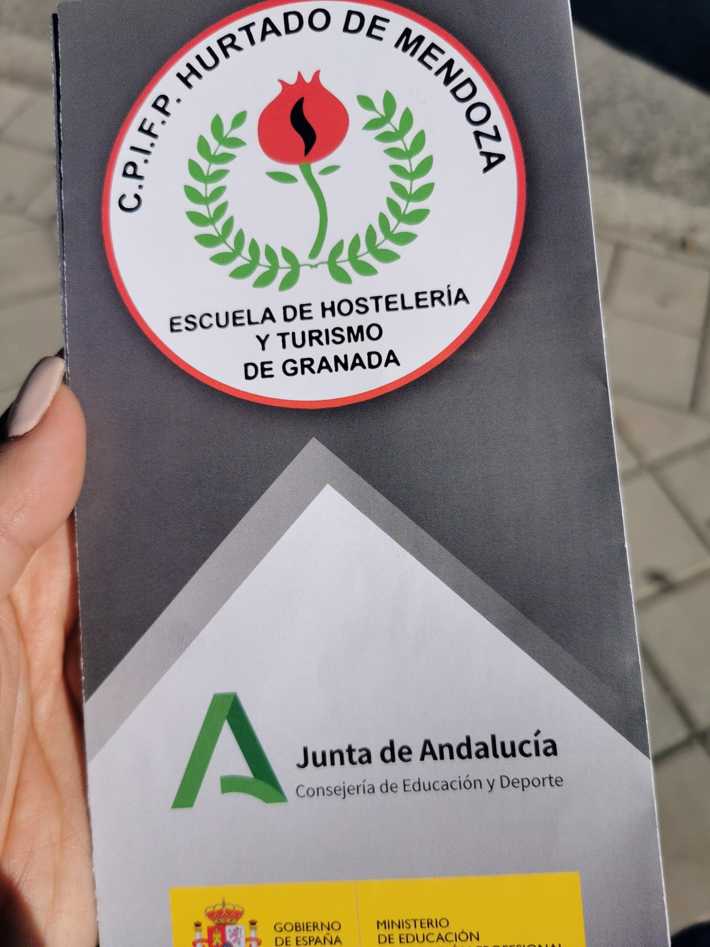 C.P.I.F.P. HURTADO DE MENDOZA
ESCUELA DE HOSTELERÍA
Y TURISMO
DE GRANADA
Junta de Andalucía
Consejería de Educación y Deporte
GOBIERNO
DE ESPAÑA
MINISTERIO
DE EDUCACIÓN